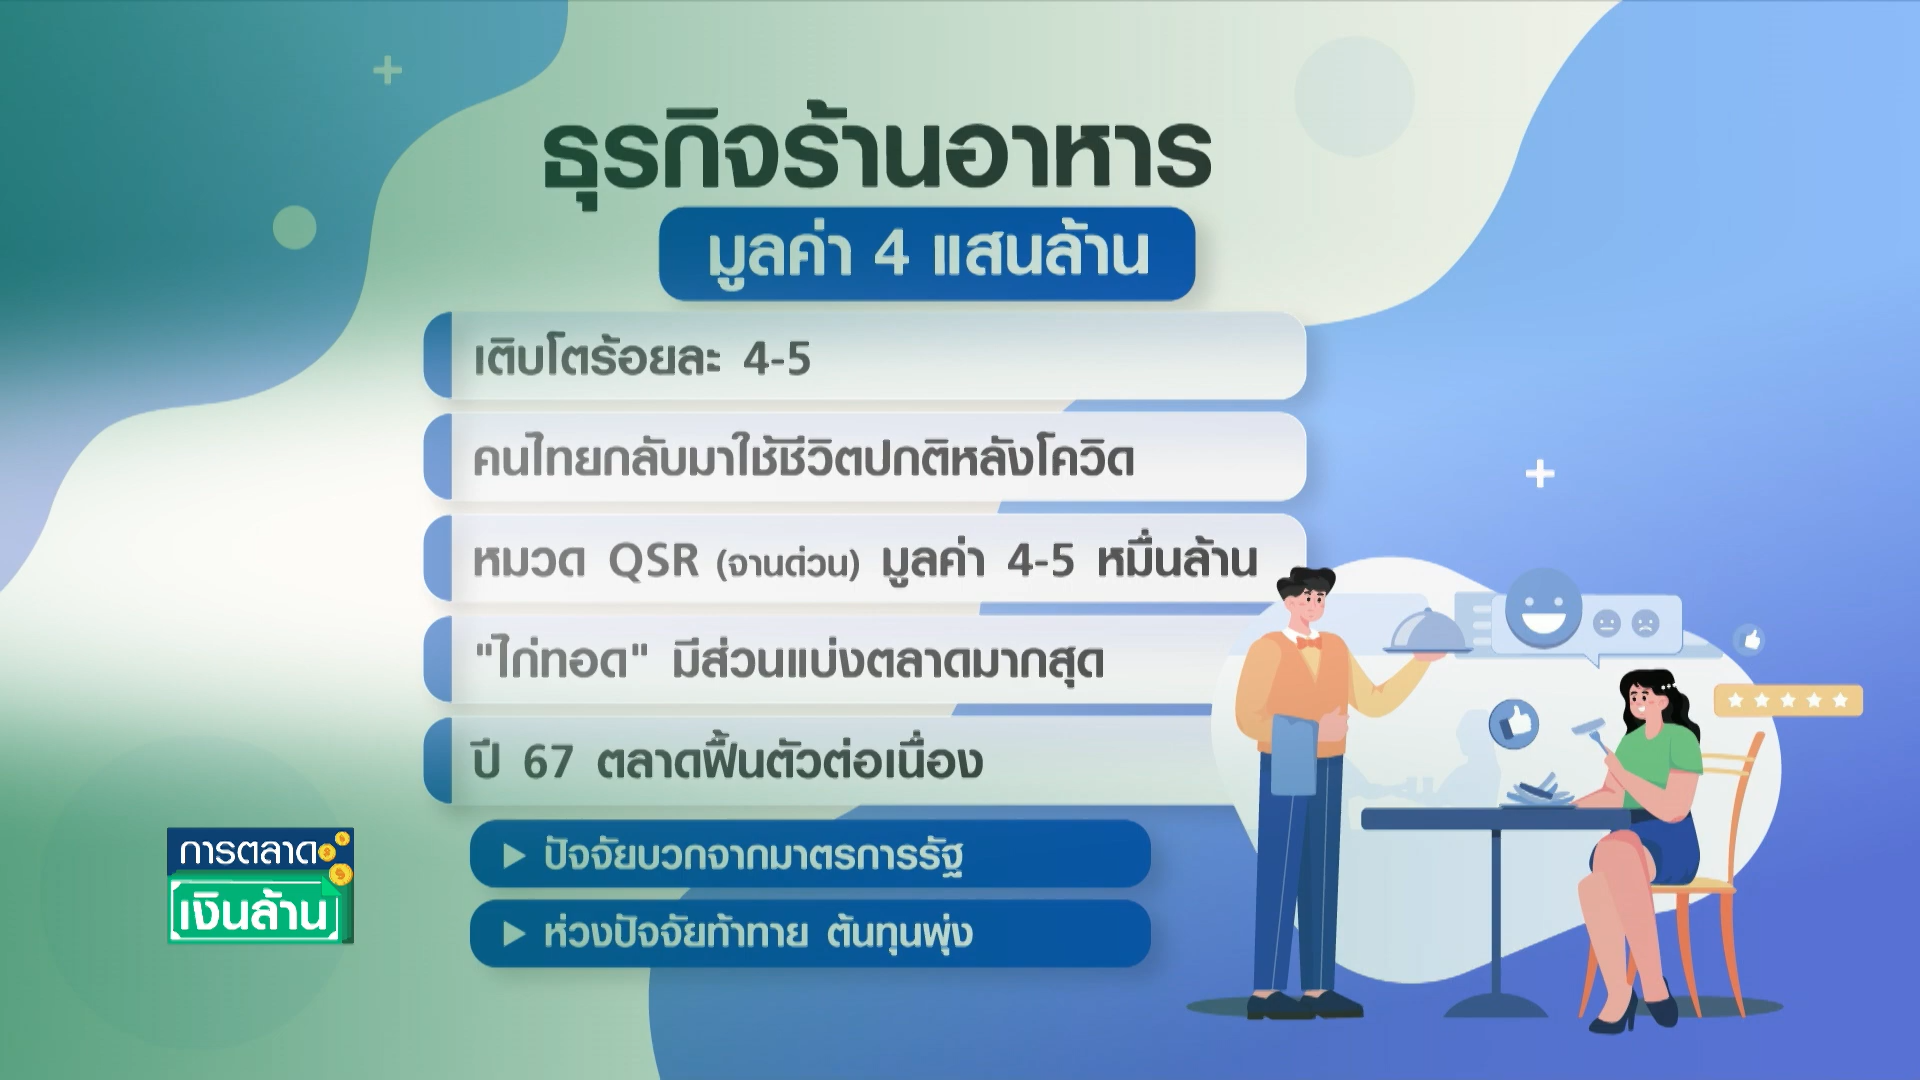 ธุรกิจร้านอาหาร
มูลค่า 4 แสนล้าน
เติบโตร้อยละ 4-5
คนไทยกลับมาใช้ชีวิตปกติหลังโควิด
หมวด QSR (จานด่วน) มูลค่า 4-5 หมื่นล้าน
"ไก่ทอด" มีส่วนแบ่งตลาดมากสุด
ปี 67 ตลาดฟื้นตัวต่อเนื่อง
▶ ปัจจัยบวกจากมาตรการรัฐ
▶ ห่วงปัจจัยท้าทาย ต้นทุนพุ่ง
การตลาด
เงินล้าน